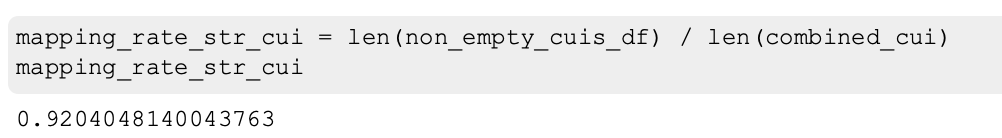 mapping_rate_str_cui = len(non_empty_cuis_df) / len(combined_cui)
mapping_rate_str_cui
0.9204048140043763